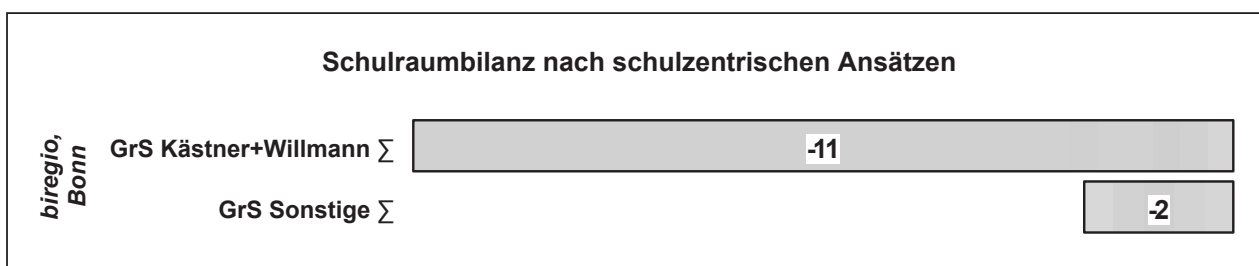 Schulraumbilanz nach schulzentrischen Ansätzen
biregio,
Bonn
GrS Kästner+Willmann ∑
-11
GrS Sonstige ∑
-2